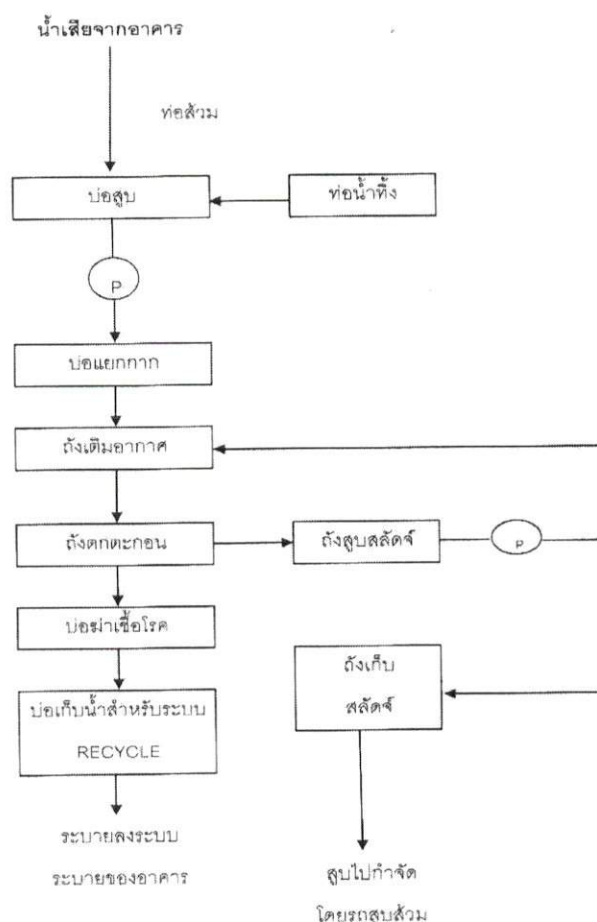 น้ำเสียจากอาคาร
ท่อส้วม
บ่อสูบ
ท่อน้ำทิ้ง
P
บ่อแยกกาก
ถังเติมอากาศ
ถังตกตะกอน
ถังสูบสลัดจ์
P
บ่อฆ่าเชื้อโรค
ถังเก็บ
สลัดจ์
บ่อเก็บน้ำสำหรับระบบ
RECYCLE
ระบายลงระบบ
ระบายของอาคาร
สูบไปกำจัด
โดยรถสูบส้วม